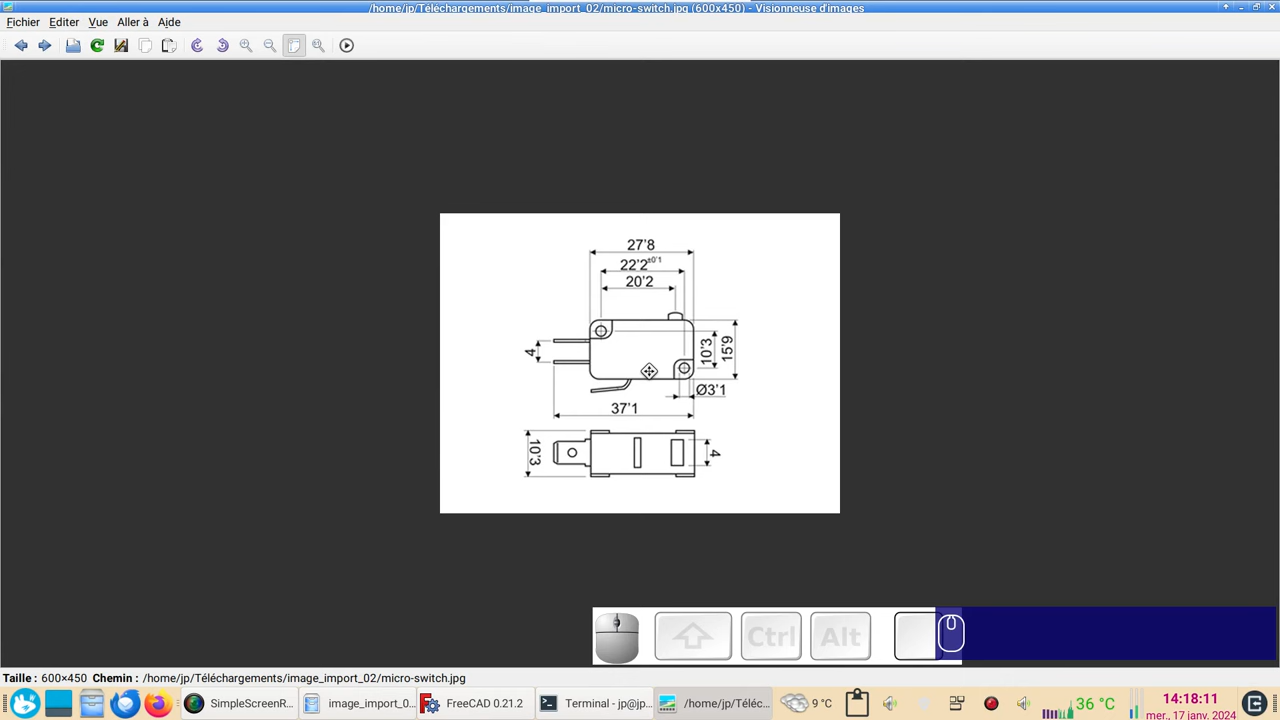 /home/jp/Téléchargements/image_import_02/micro-switch.jpg (600x450) - Visionneuse d'images
Fichier Editer Vue Aller à Aide
27'8
22'2±0'1
20'2
4
10'3
15'9
Ø3'1
37'1
10'3
4
Ctrl
Alt
Taille : 600×450 Chemin : /home/jp/Téléchargements/image_import_02/micro-switch.jpg
SimpleScreenR...
image_import_0...
FreeCAD 0.21.2
Terminal - jp@jp...
/home/jp/Téléc...
9 °C
36 °C
14:18:11
mer., 17 janv. 2024